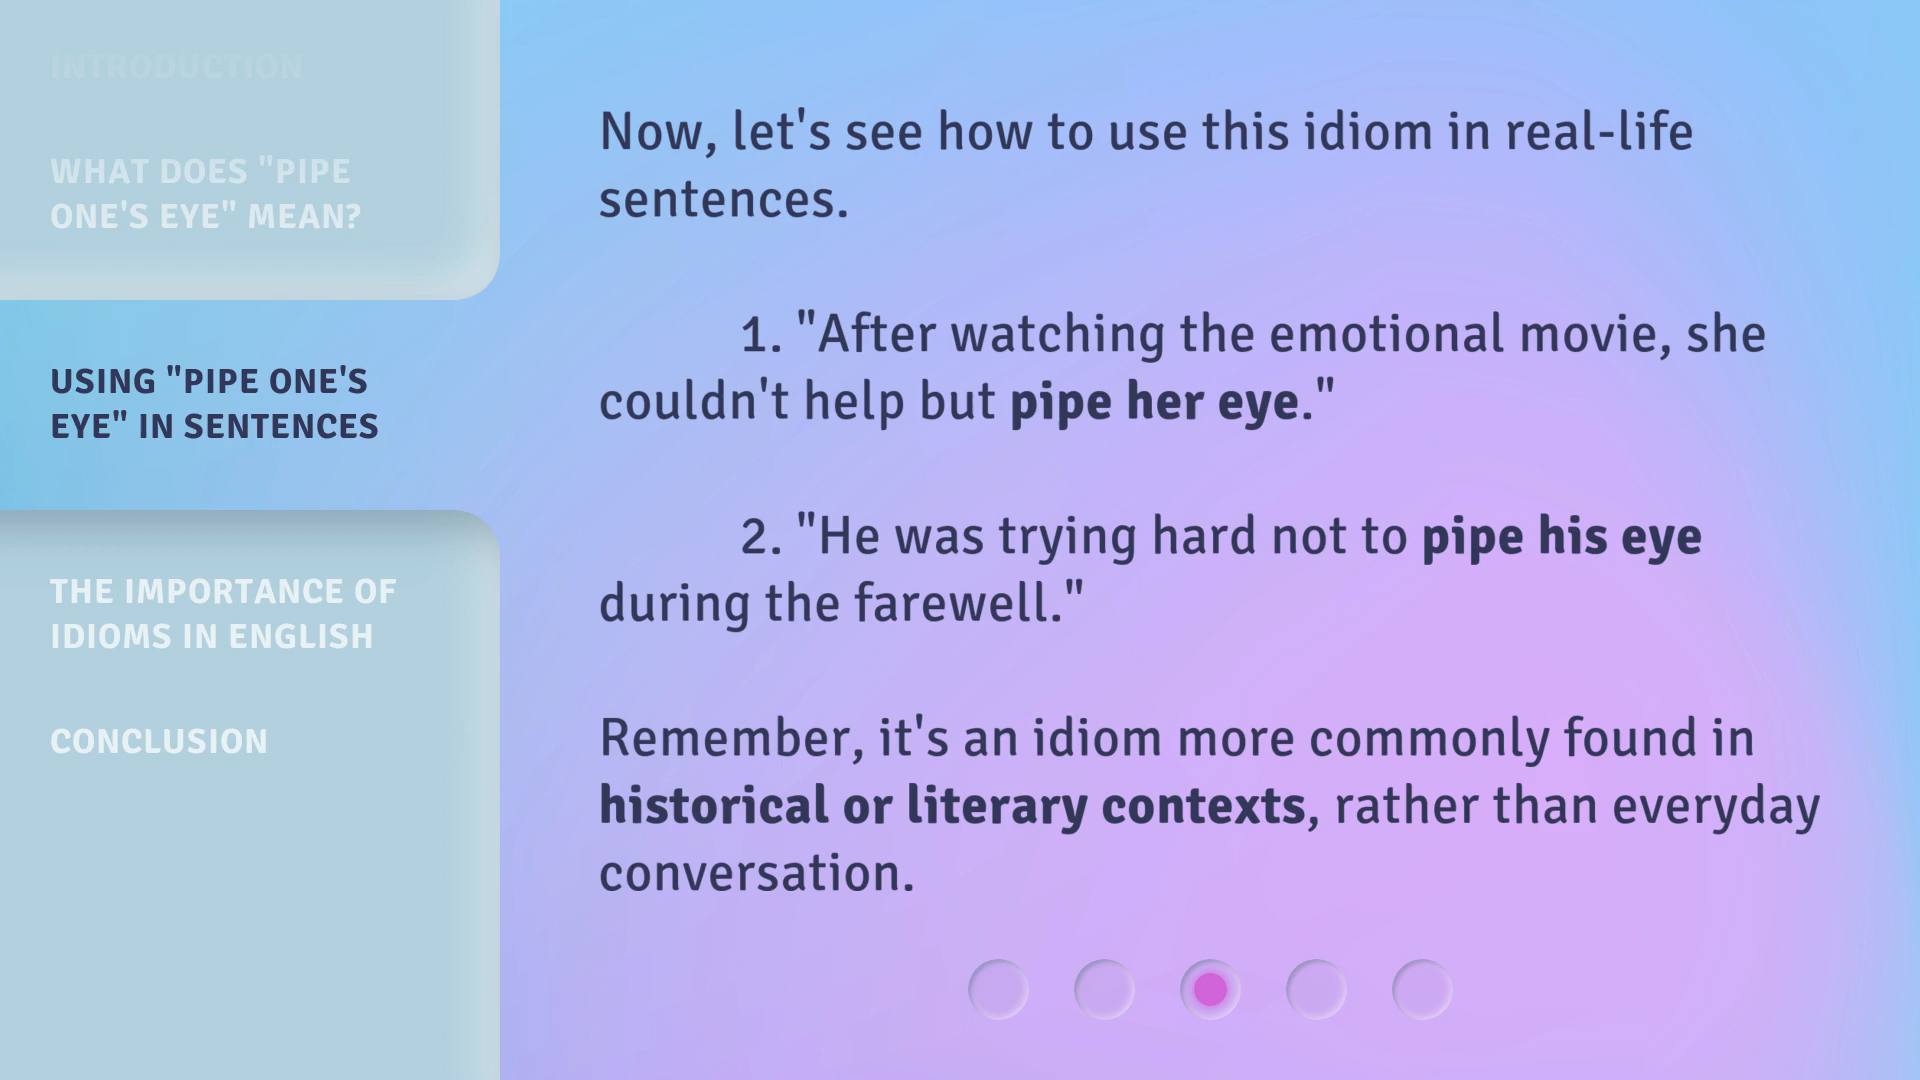 INTRODUCTION
WHAT DOES "PIPE
ONE'S EYE" MEAN?
USING "PIPE ONE'S
EYE" IN SENTENCES
THE IMPORTANCE OF
IDIOMS IN ENGLISH
CONCLUSION
Now, let's see how to use this idiom in real-life
sentences.
1. "After watching the emotional movie, she
couldn't help but pipe her eye."
2. "He was trying hard not to pipe his eye
during the farewell."
Remember, it's an idiom more commonly found in
historical or literary contexts, rather than everyday
conversation.